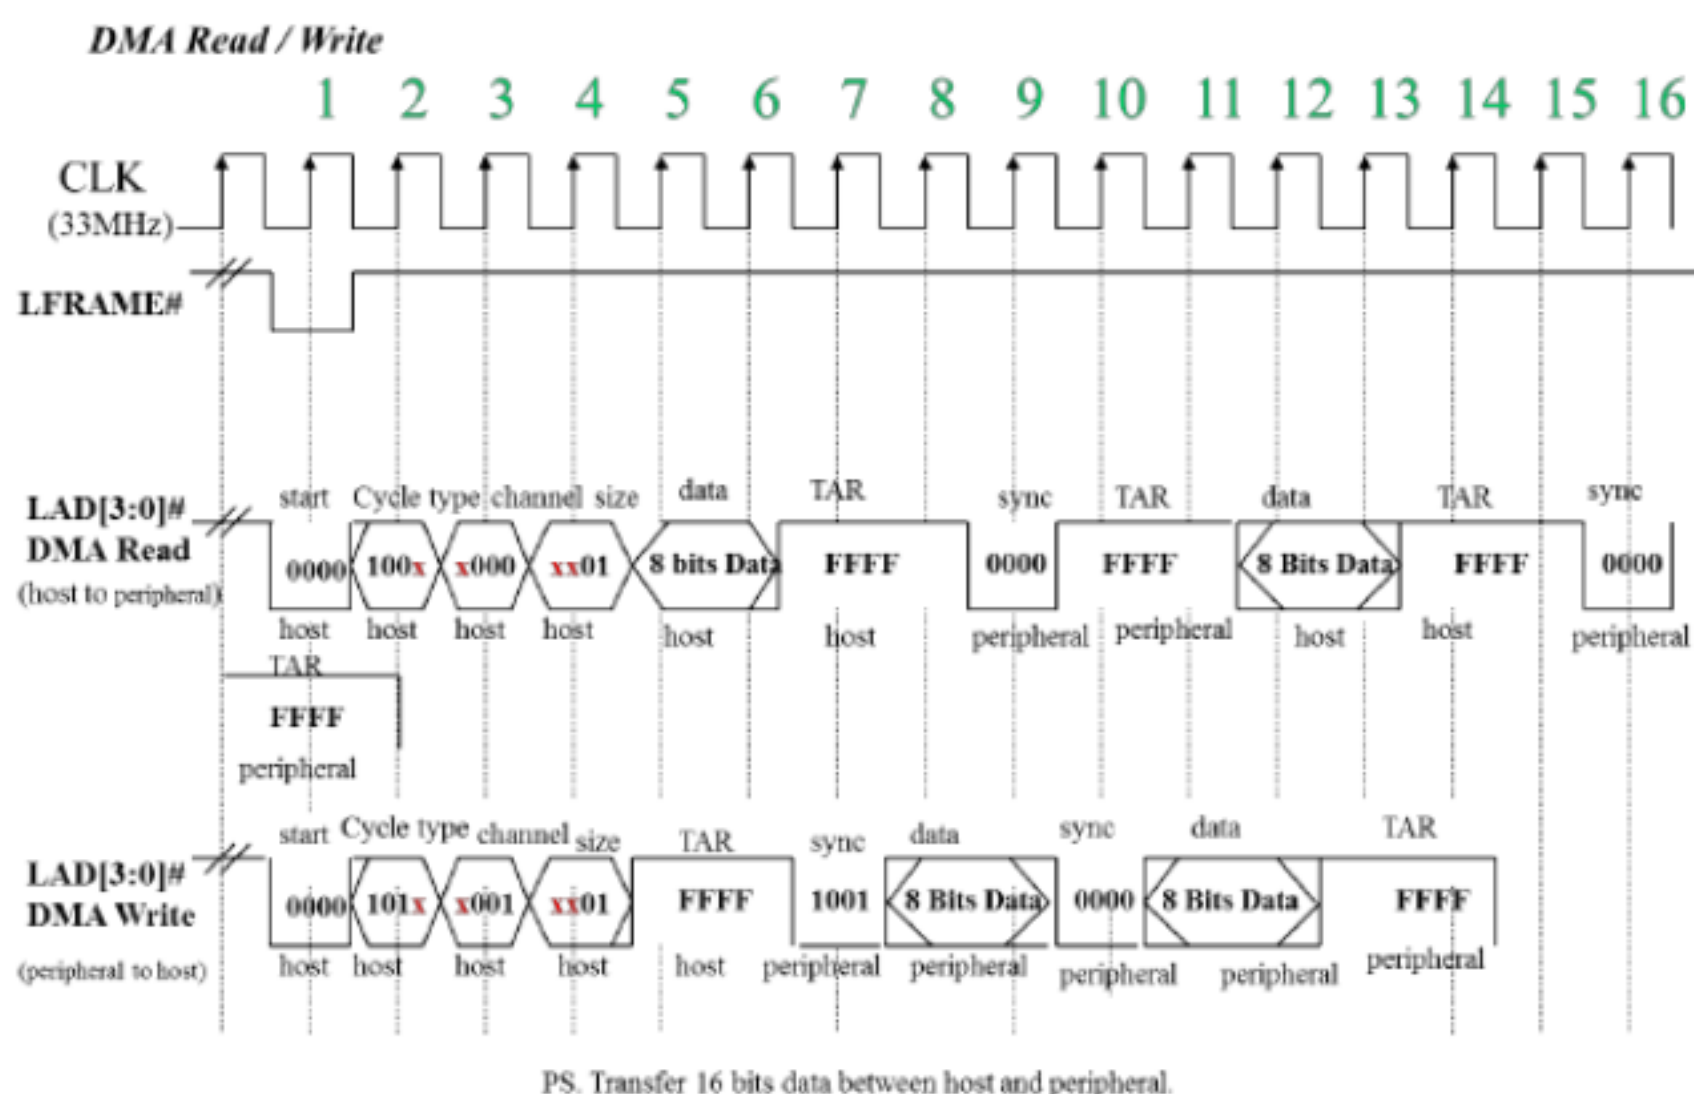 DMA Read / Write
1 2 3 4 5 6 7 8 9 10 11 12 13 14 15 16
CLK
(33MHz)
LFRAME#
start Cycle type channel size data TAR sync TAR data TAR sync
LAD[3:0]#
DMA Read
(host to peripheral)
0000 100x x000 xx01 8 bits Data FFFF 0000 FFFF 8 Bits Data FFFF 0000
host host host host host host peripheral peripheral host host peripheral
TAR
FFFF
peripheral
start Cycle type channel size TAR sync data sync data TAR
LAD[3:0]#
DMA Write
(peripheral to host)
0000 101x x001 xx01 FFFF 1001 8 Bits Data 0000 8 Bits Data FFFF
host host host host host peripheral peripheral peripheral peripheral peripheral
PS. Transfer 16 bits data between host and peripheral.